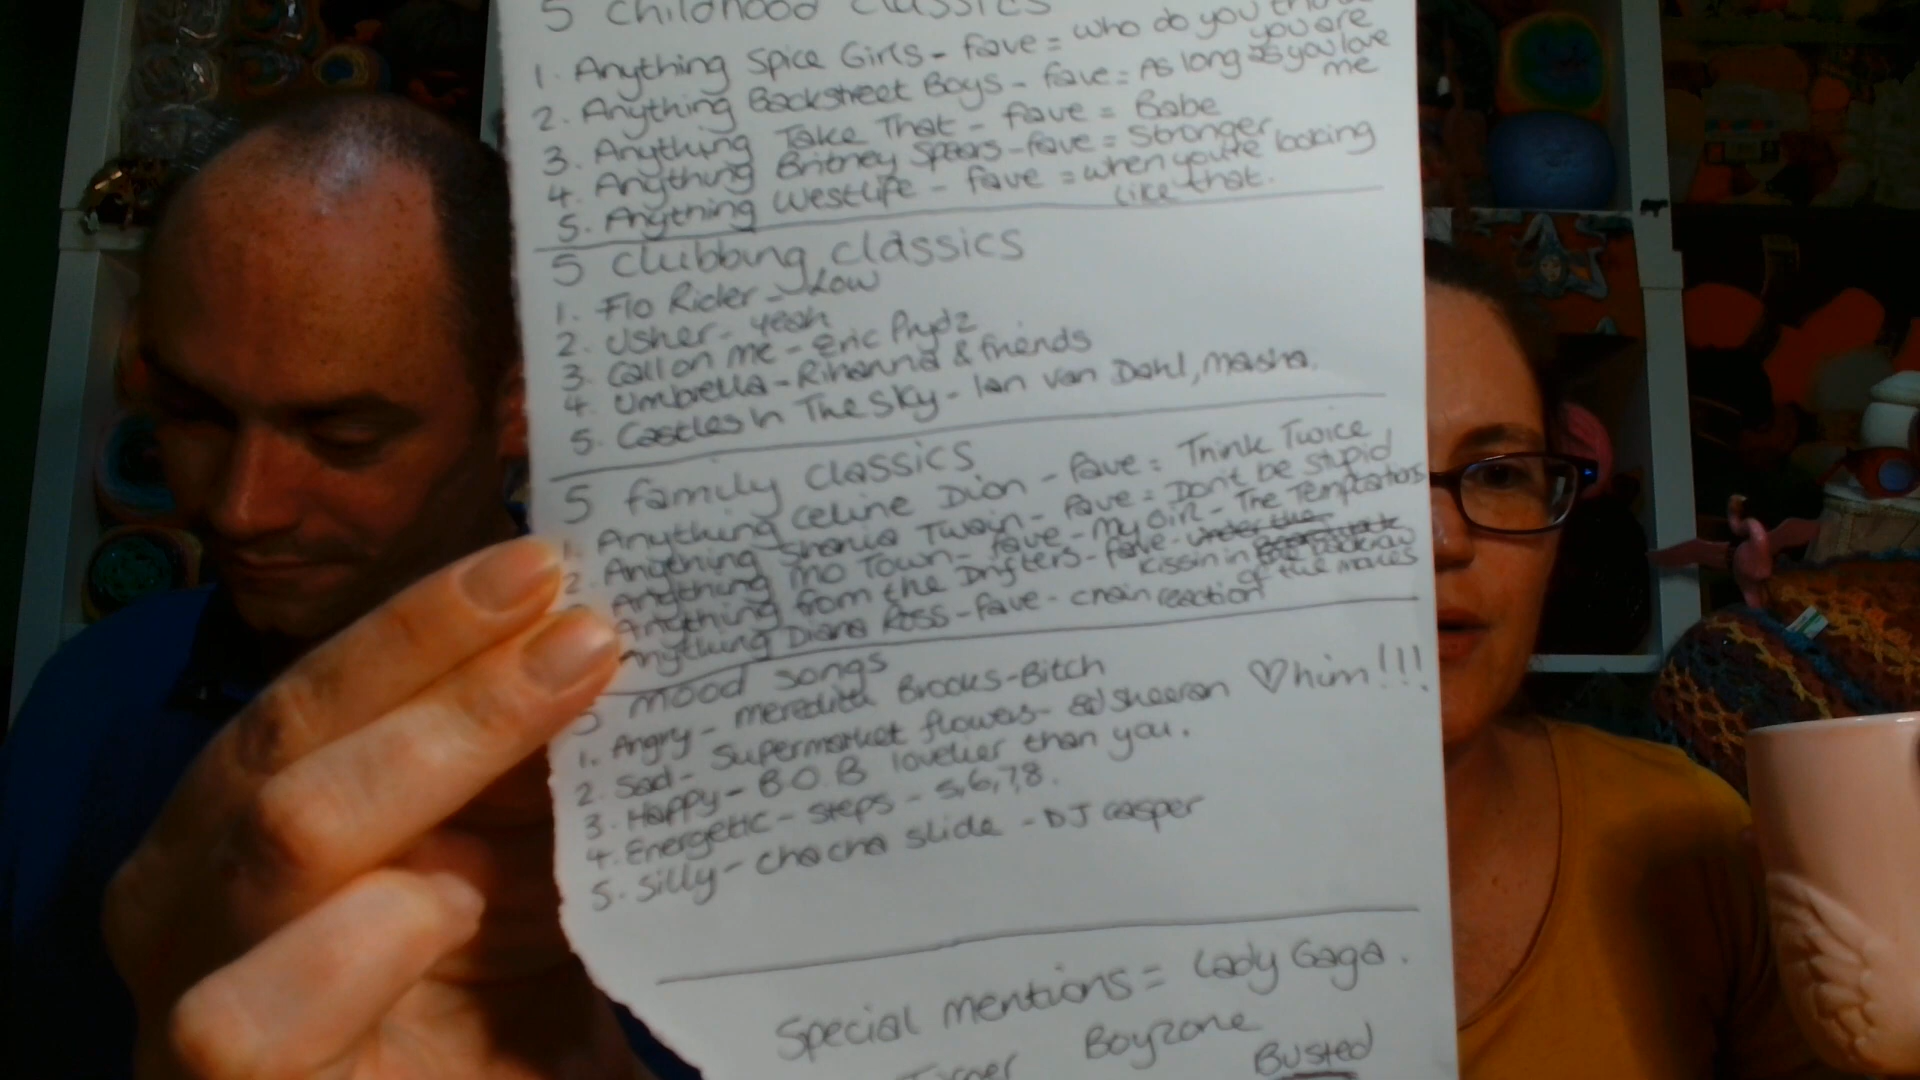 5 childhood classics
1. Anything Spice Girls - fave = who do you think
you are
2. Anything Backstreet Boys - fave = As long as you love
me
3. Anything Take That - fave = Babe
4. Anything Britney Spears - fave = Stronger
5. Anything Westlife - fave = when you're looking
like that.
5 clubbing classics
1. Flo Rider - Low
2. Usher - yeah
3. Call on me - Eric Prydz
4. Umbrella - Rihanna & friends
5. Castles In The Sky - Ian Van Dahl, Masha.
5 family classics
1. Anything Celine Dion - fave = Think Twice
2. Anything Shania Twain - fave = Don't be stupid
Anything Mo Town - fave - My Girl - The Temptations
Anything from the Drifters - fave - under the
kissin in the backrow
of the movies
Anything Diana Ross - fave - chain reaction
5 mood songs
1. Angry - Meredith Brooks - Bitch
2. Sad - Supermarket flowers - Ed Sheeran ♡ him!!!
3. Happy - B.O.B lovelier than you.
4. Energetic - Steps - 5,6,7,8.
5. Silly - chacha slide - DJ Casper
Special mentions = Lady Gaga.
Boyzone
Busted